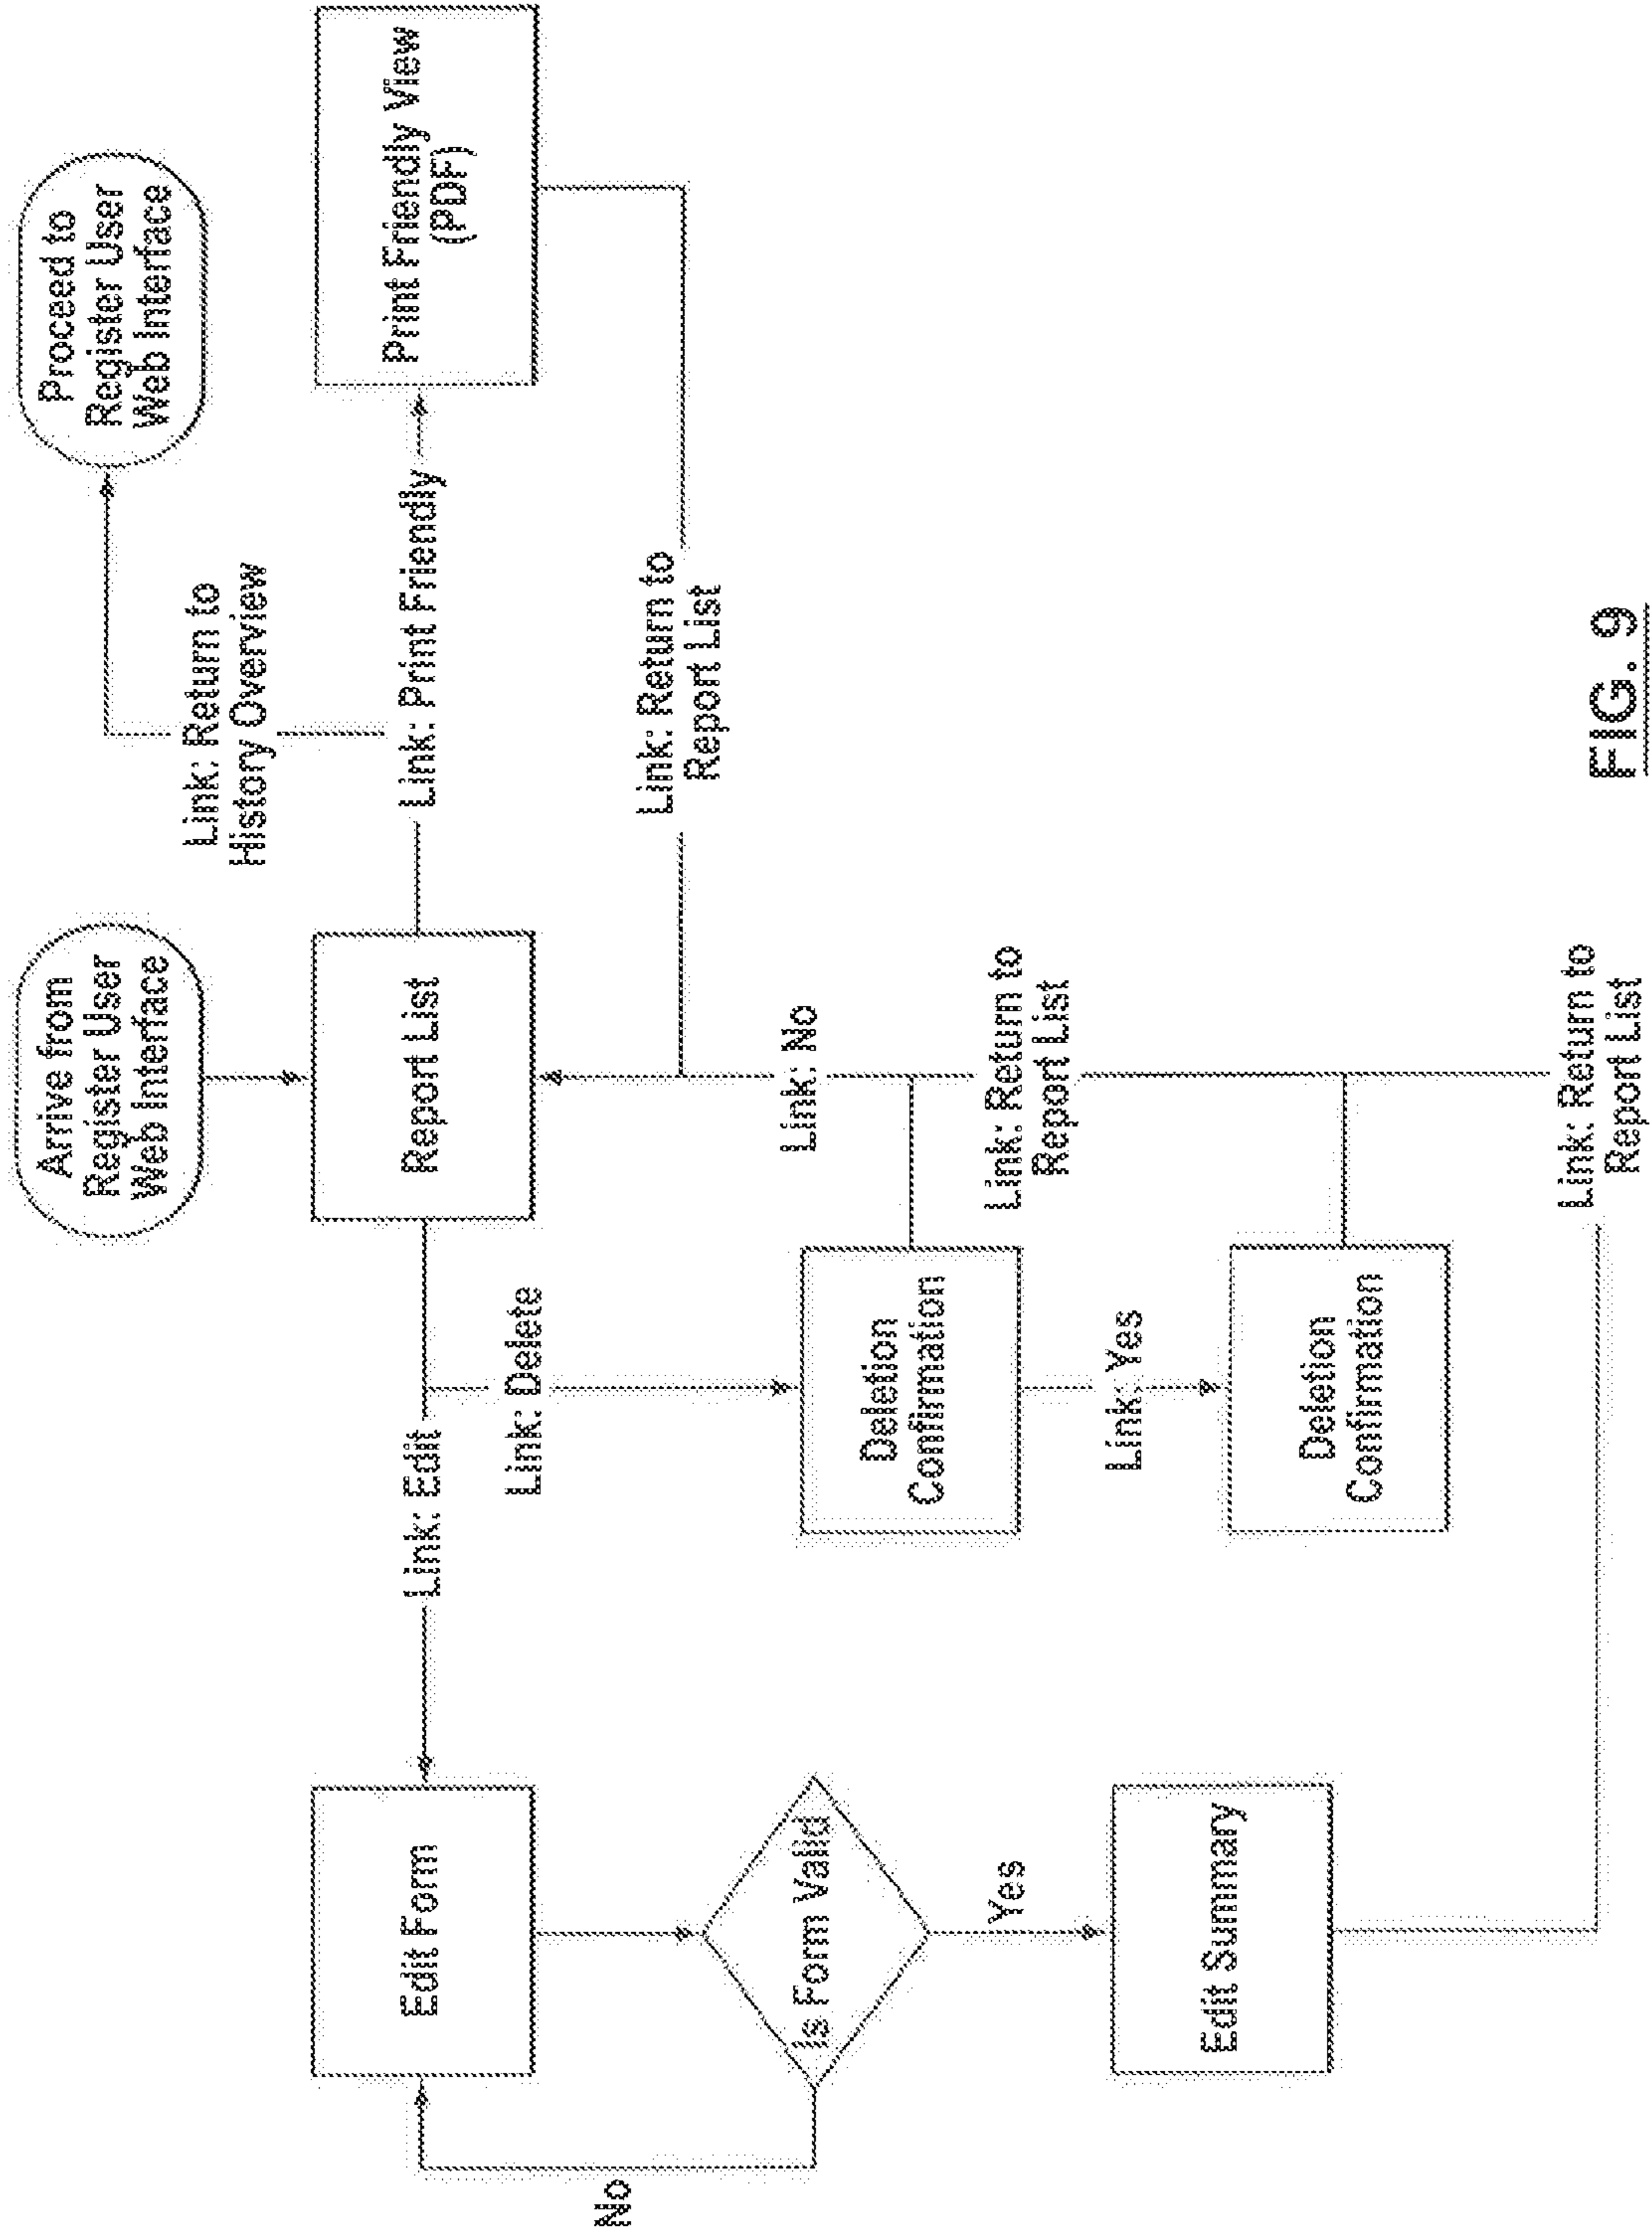 Arrive from
Register User
Web Interface
Proceed to
Register User
Web Interface
Link: Return to
History Overview
Edit Form
Link: Edit
Report List
Link: Print Friendly
Print Friendly View
(PDF)
Link: Delete
No
Link: Return to
Report List
Is Form Valid
Link: No
Deletion
Confirmation
Yes
Link: Return to
Report List
Link: Yes
Edit Summary
Deletion
Confirmation
Link: Return to
Report List
FIG. 9